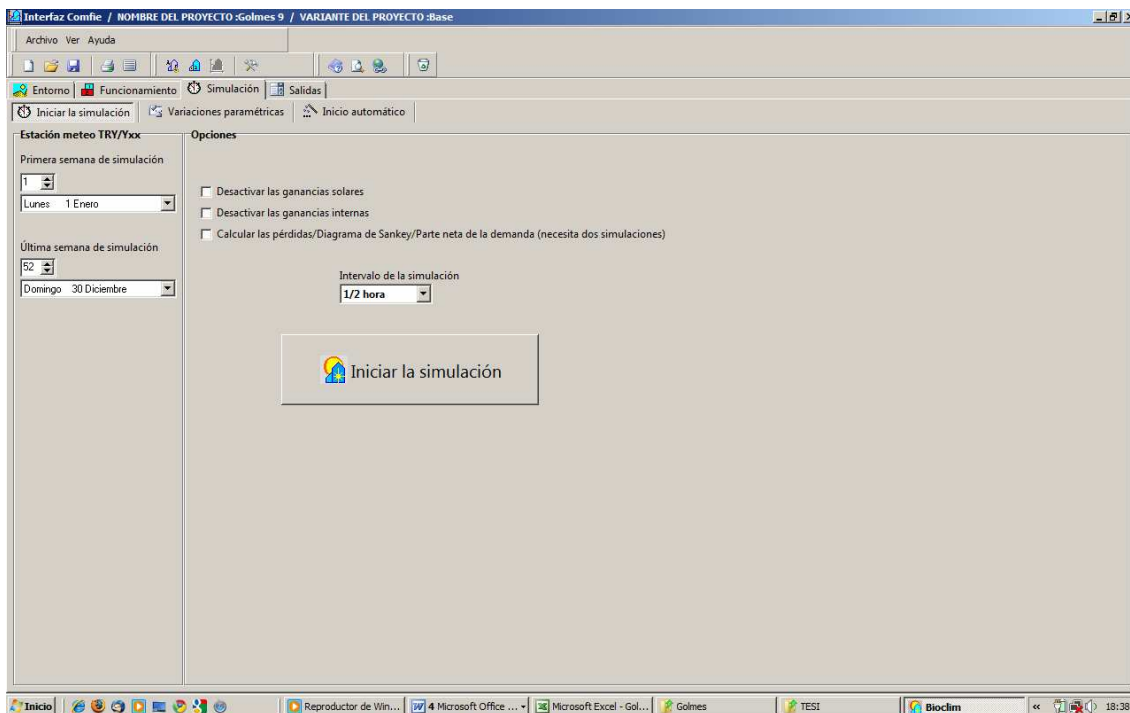 Interfaz Comfie / NOMBRE DEL PROYECTO :Golmes 9 / VARIANTE DEL PROYECTO :Base
Archivo Ver Ayuda
Entorno Funcionamiento Simulación Salidas
Iniciar la simulación Variaciones paramétricas Inicio automático
Estación meteo TRY/Yxx
Primera semana de simulación
1
Lunes 1 Enero
Última semana de simulación
52
Domingo 30 Diciembre
Opciones
Desactivar las ganancias solares
Desactivar las ganancias internas
Calcular las pérdidas/Diagrama de Sankey/Parte neta de la demanda (necesita dos simulaciones)
Intervalo de la simulación
1/2 hora
Iniciar la simulación
Inicio Reproductor de Win... 4 Microsoft Office ... Microsoft Excel - Gol... Golmes TESI Bioclim « 18:38